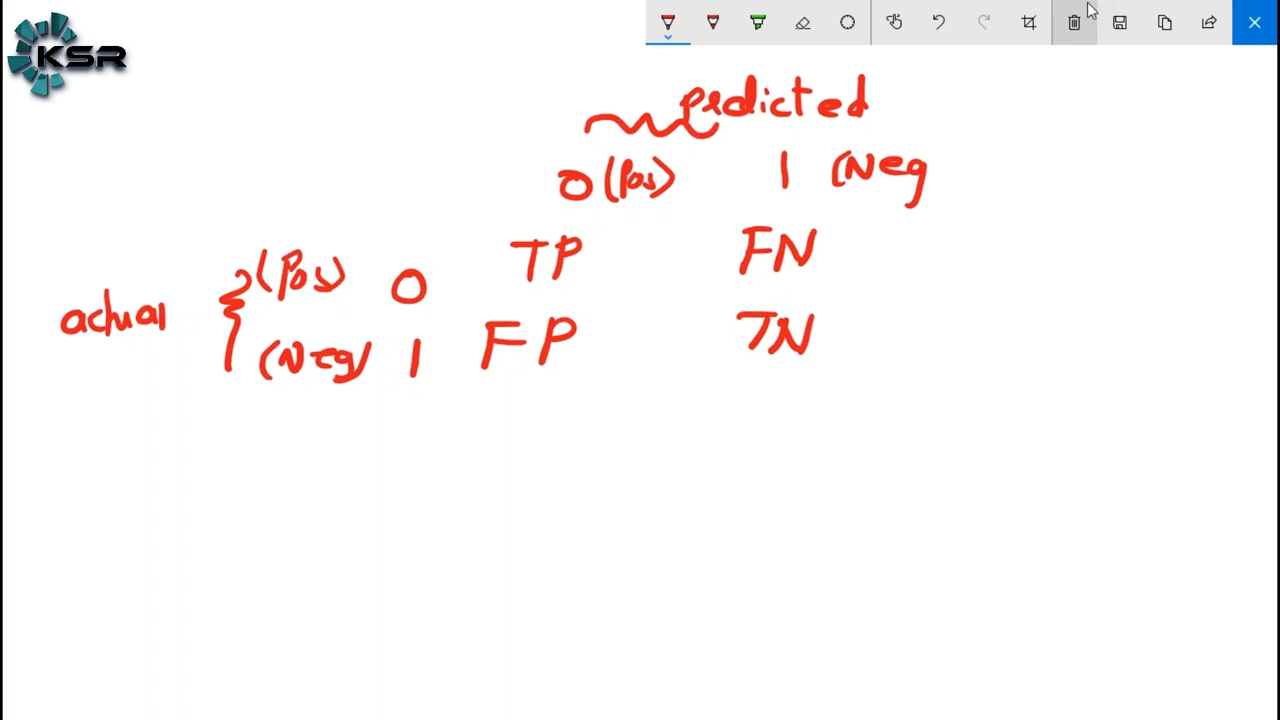 KSR
predicted
0 (Pos) 1 (Neg
(Pos) 0 TP FN
actual
(Neg) 1 FP TN